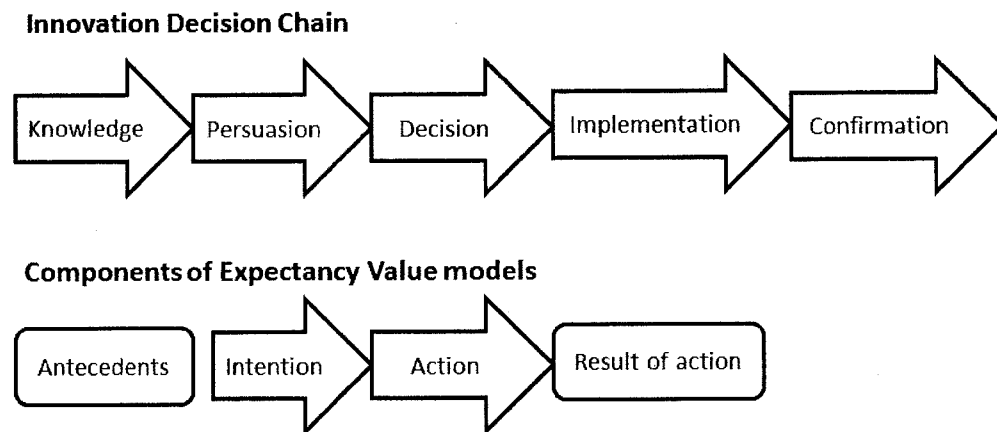 Innovation Decision Chain
Knowledge Persuasion Decision Implementation Confirmation
Components of Expectancy Value models
Antecedents Intention Action Result of action